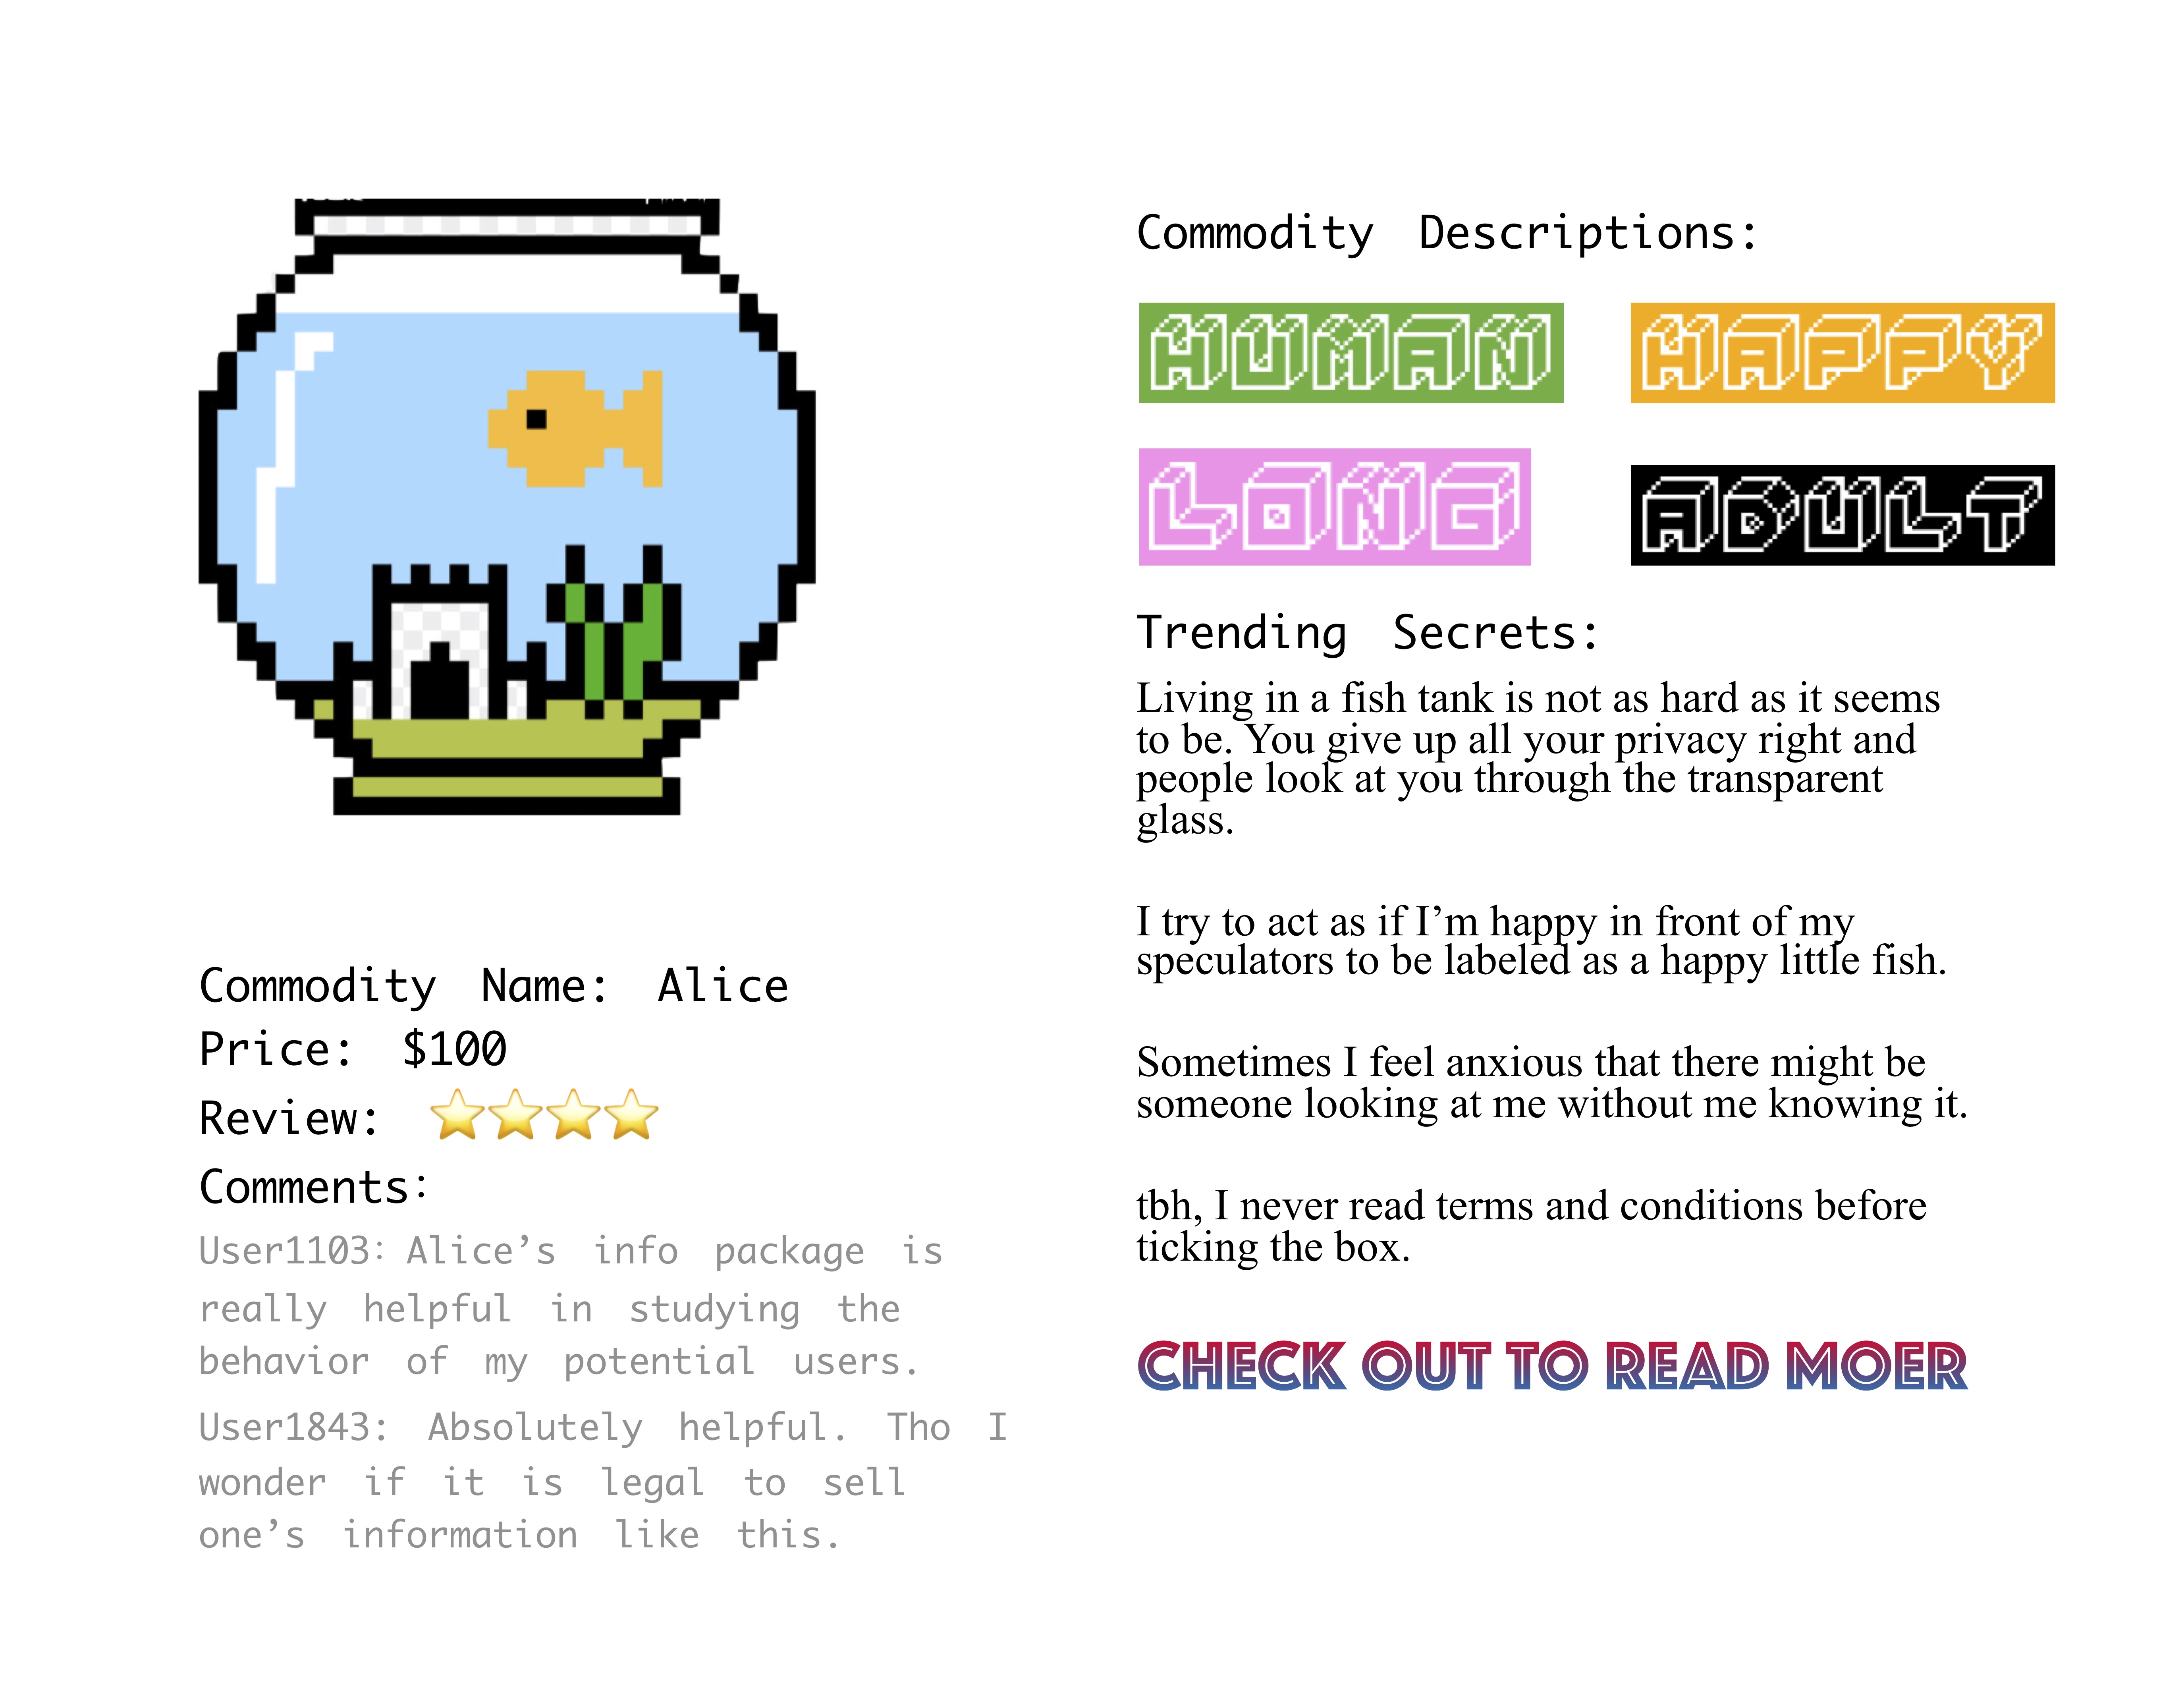 Commodity Name: Alice
Price: $100
Review: ⭐⭐⭐⭐
Comments:
User1103: Alice’s info package is
really helpful in studying the
behavior of my potential users.
User1843: Absolutely helpful. Tho I
wonder if it is legal to sell
one’s information like this.
Commodity Descriptions:
HUMAN
HAPPY
LONG
ADULT
Trending Secrets:
Living in a fish tank is not as hard as it seems
to be. You give up all your privacy right and
people look at you through the transparent
glass.
I try to act as if I’m happy in front of my
speculators to be labeled as a happy little fish.
Sometimes I feel anxious that there might be
someone looking at me without me knowing it.
tbh, I never read terms and conditions before
ticking the box.
CHECK OUT TO READ MOER